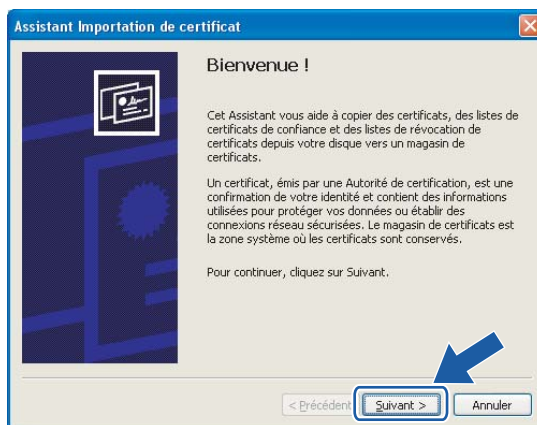 Assistant Importation de certificat
Bienvenue !
Cet Assistant vous aide à copier des certificats, des listes de
certificats de confiance et des listes de révocation de
certificats depuis votre disque vers un magasin de
certificats.
Un certificat, émis par une Autorité de certification, est une
confirmation de votre identité et contient des informations
utilisées pour protéger vos données ou établir des
connexions réseau sécurisées. Le magasin de certificats est
la zone système où les certificats sont conservés.
Pour continuer, cliquez sur Suivant.
< Précédent Suivant > Annuler